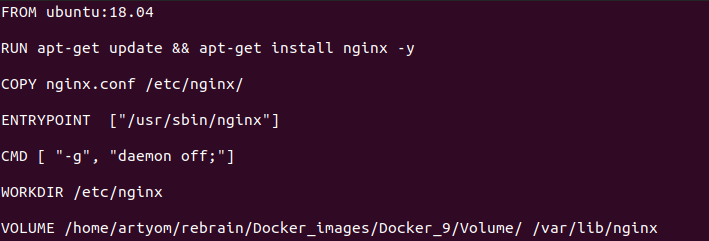 FROM ubuntu:18.04
RUN apt-get update && apt-get install nginx -y
COPY nginx.conf /etc/nginx/
ENTRYPOINT  ["/usr/sbin/nginx"]
CMD [ "-g", "daemon off;"]
WORKDIR /etc/nginx
VOLUME /home/artyom/rebrain/Docker_images/Docker_9/Volume/ /var/lib/nginx